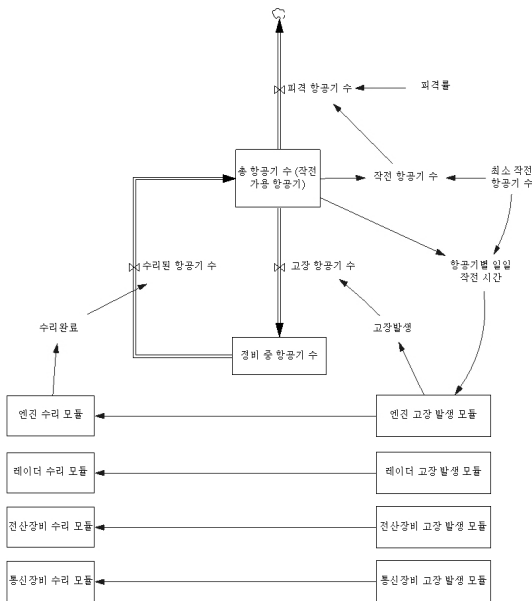 피격 항공기 수
피격률
총 항공기 수 (작전
가용 항공기)
작전 항공기 수
최소 작전
항공기 수
수리된 항공기 수
고장 항공기 수
항공기별 일일
작전 시간
수리완료
고장발생
정비 중 항공기 수
엔진 수리 모듈
엔진 고장 발생 모듈
레이더 수리 모듈
레이더 고장 발생 모듈
전산장비 수리 모듈
전산장비 고장 발생 모듈
통신장비 수리 모듈
통신장비 고장 발생 모듈